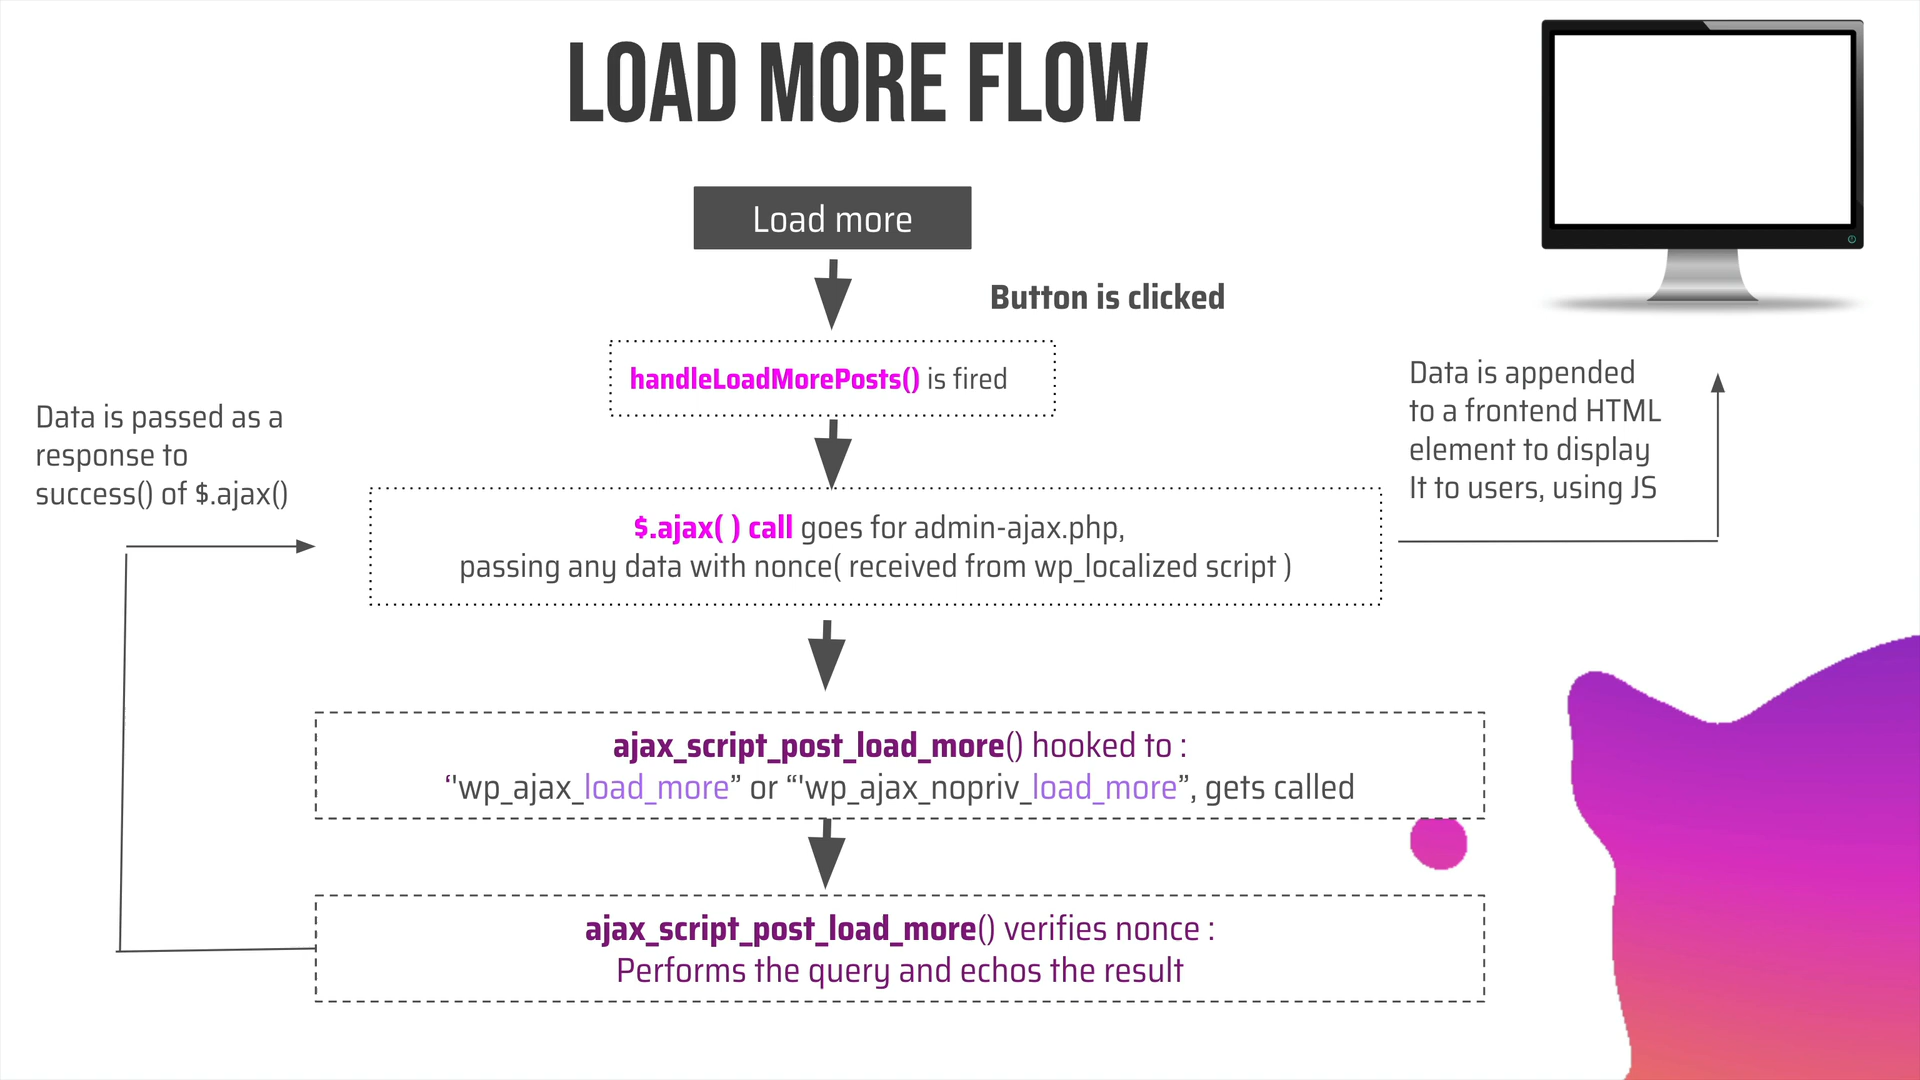 LOAD MORE FLOW
Load more
Button is clicked
handleLoadMorePosts() is fired
Data is passed as a
response to
success() of $.ajax()
$.ajax( ) call goes for admin-ajax.php,
passing any data with nonce( received from wp_localized script )
Data is appended
to a frontend HTML
element to display
It to users, using JS
ajax_script_post_load_more() hooked to :
‘'wp_ajax_load_more” or “'wp_ajax_nopriv_load_more”, gets called
ajax_script_post_load_more() verifies nonce :
Performs the query and echos the result